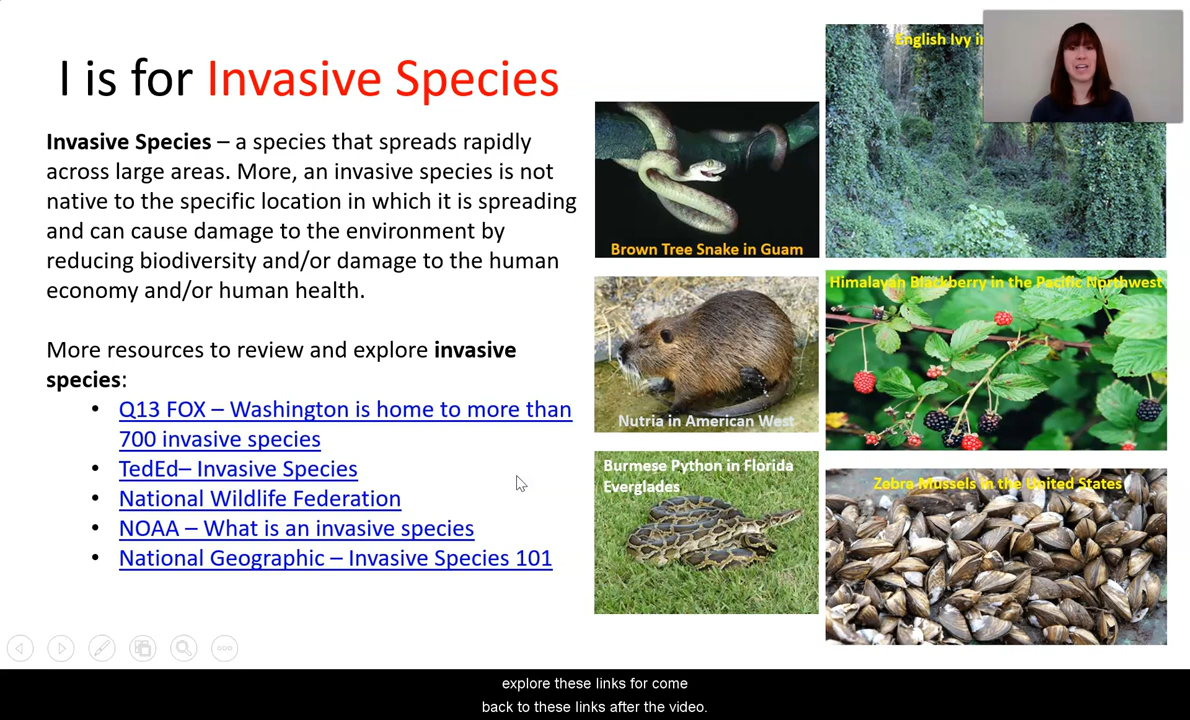 I is for Invasive Species
Invasive Species – a species that spreads rapidly
across large areas. More, an invasive species is not
native to the specific location in which it is spreading
and can cause damage to the environment by
reducing biodiversity and/or damage to the human
economy and/or human health.
More resources to review and explore invasive
species:
• Q13 FOX – Washington is home to more than
700 invasive species
• TedEd– Invasive Species
• National Wildlife Federation
• NOAA – What is an invasive species
• National Geographic – Invasive Species 101
Brown Tree Snake in Guam
Nutria in American West
Burmese Python in Florida
Everglades
English Ivy in
Himalayan Blackberry in the Pacific Northwest
Zebra Mussels in the United States
explore these links for come
back to these links after the video.